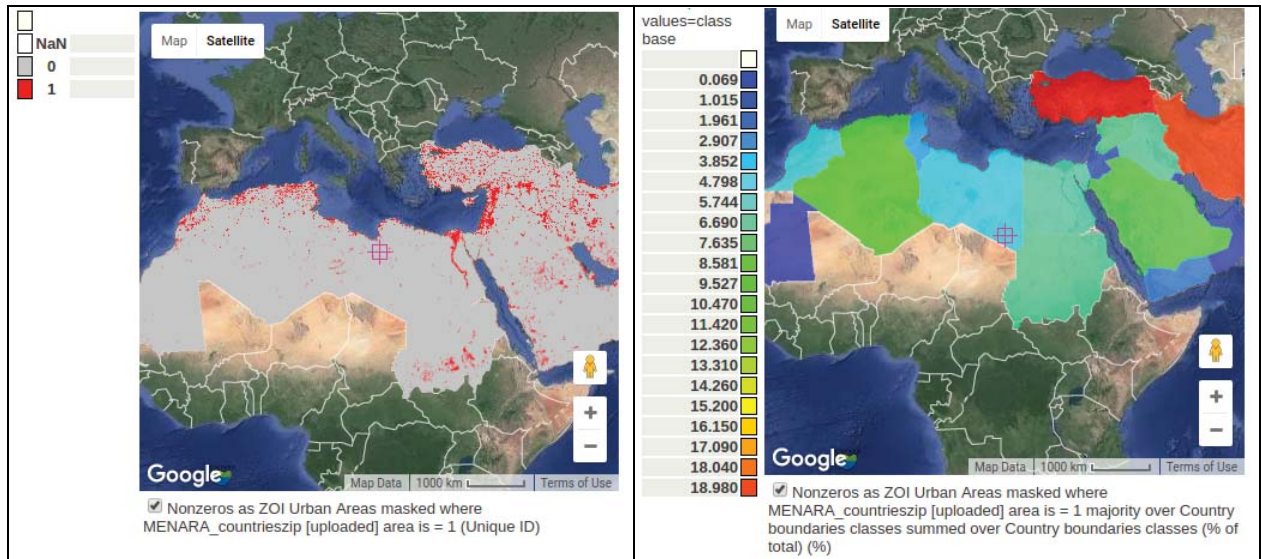 NaN
0
1
Map Satellite
Google
Map Data 1000 km Terms of Use
Nonzeros as ZOI Urban Areas masked where
MENARA_countrieszip [uploaded] area is = 1 (Unique ID)
values=class
base
0.069
1.015
1.961
2.907
3.852
4.798
5.744
6.690
7.635
8.581
9.527
10.470
11.420
12.360
13.310
14.260
15.200
16.150
17.090
18.040
18.980
Map Satellite
Google
Map Data 1000 km Terms of Use
Nonzeros as ZOI Urban Areas masked where
MENARA_countrieszip [uploaded] area is = 1 majority over Country
boundaries classes summed over Country boundaries classes (% of
total) (%)